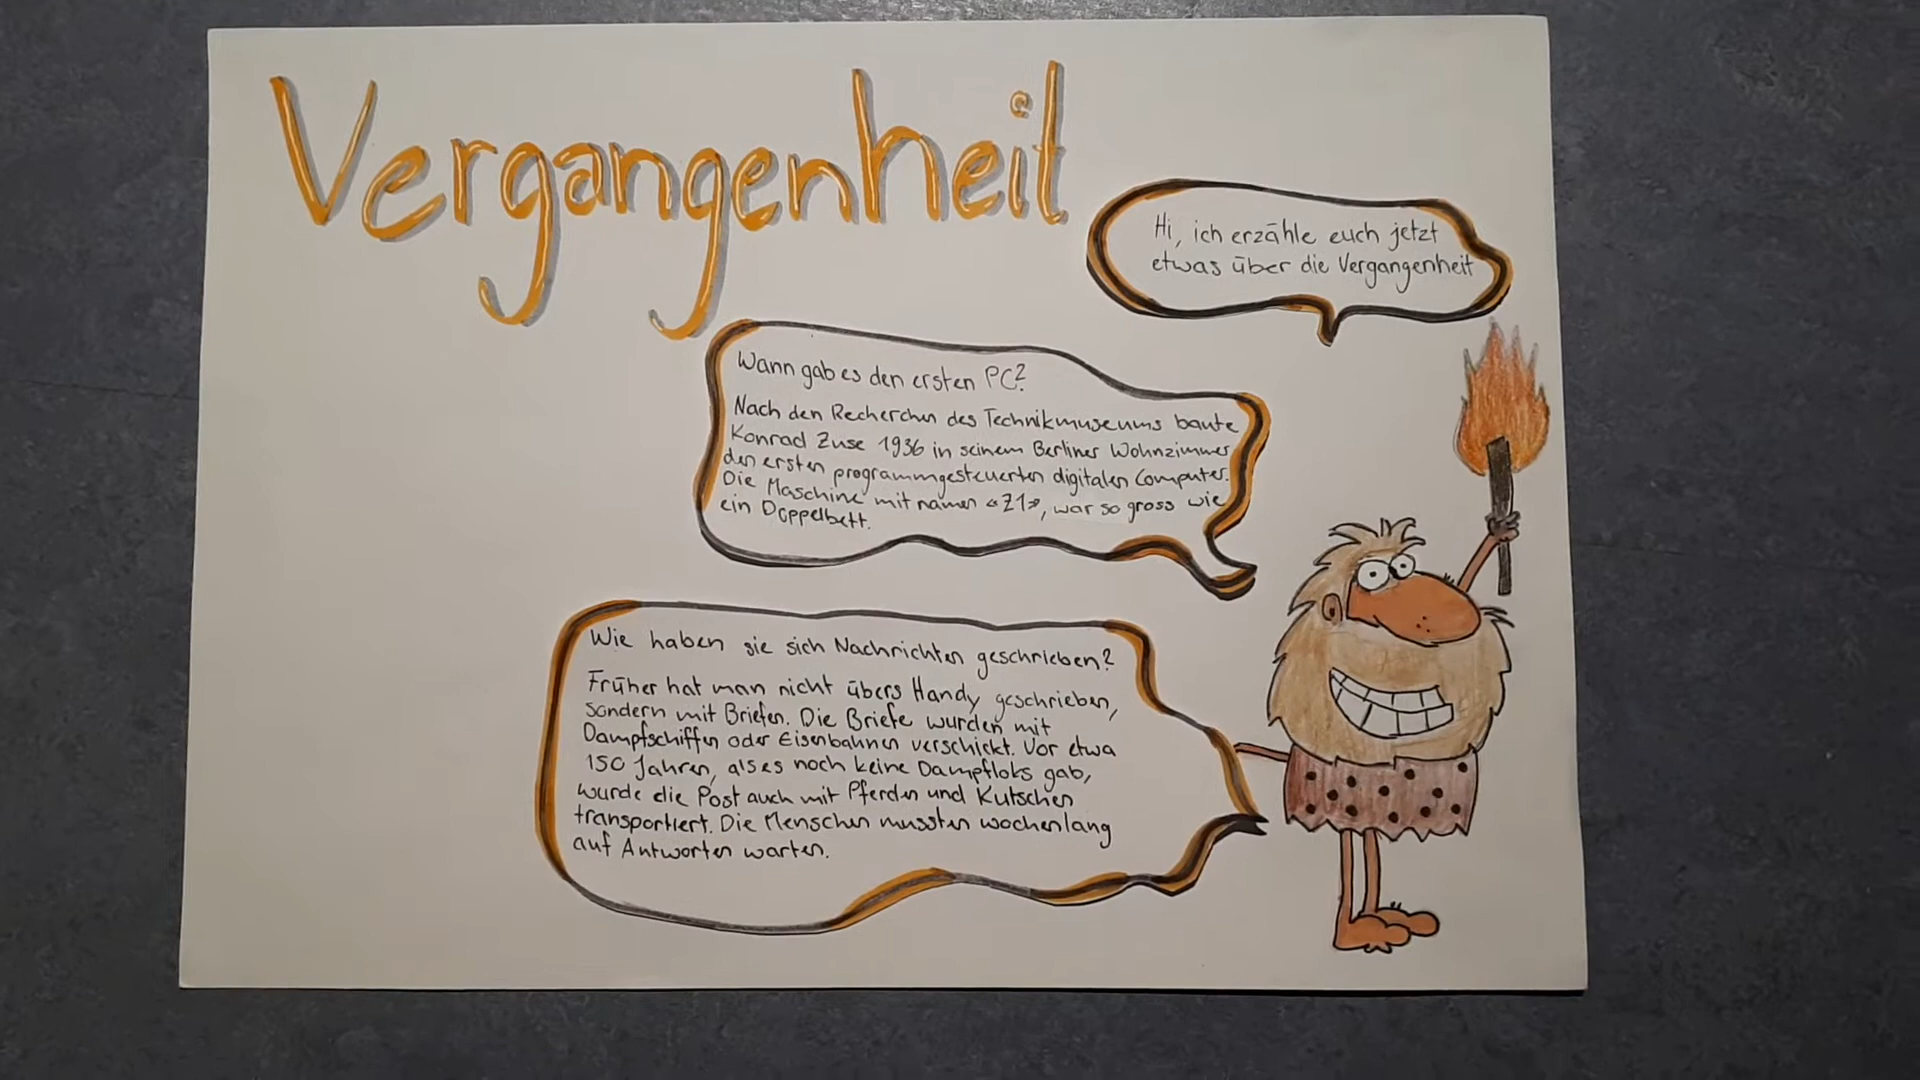 Vergangenheit
Hi, ich erzähle euch jetzt
etwas über die Vergangenheit
Wann gab es den ersten PC?
Nach den Recherchen des Technikmuseums baute
Konrad Zuse 1936 in seinem Berliner Wohnzimmer
den ersten programmgesteuerten digitalen Computer.
Die Maschine mit namen «Z1», war so gross wie
ein Doppelbett.
Wie haben sie sich Nachrichten geschrieben?
Früher hat man nicht übers Handy geschrieben,
sondern mit Briefen. Die Briefe wurden mit
Dampfschiffen oder Eisenbahnen verschickt. Vor etwa
150 Jahren, als es noch keine Dampfloks gab,
wurde die Post auch mit Pferden und Kutschen
transportiert. Die Menschen mussten wochenlang
auf Antworten warten.